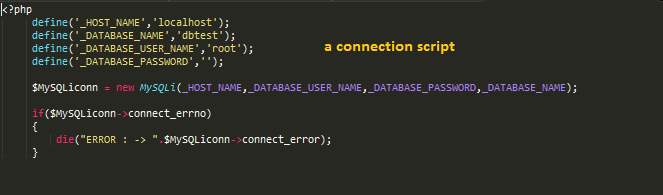 <?php
define('_HOST_NAME','localhost');
define('_DATABASE_NAME','dbtest');
define('_DATABASE_USER_NAME','root');
define('_DATABASE_PASSWORD','');
a connection script
$MySQLiconn = new MySQLi(_HOST_NAME,_DATABASE_USER_NAME,_DATABASE_PASSWORD,_DATABASE_NAME);
if($MySQLiconn->connect_errno)
{
die("ERROR : -> ".$MySQLiconn->connect_error);
}